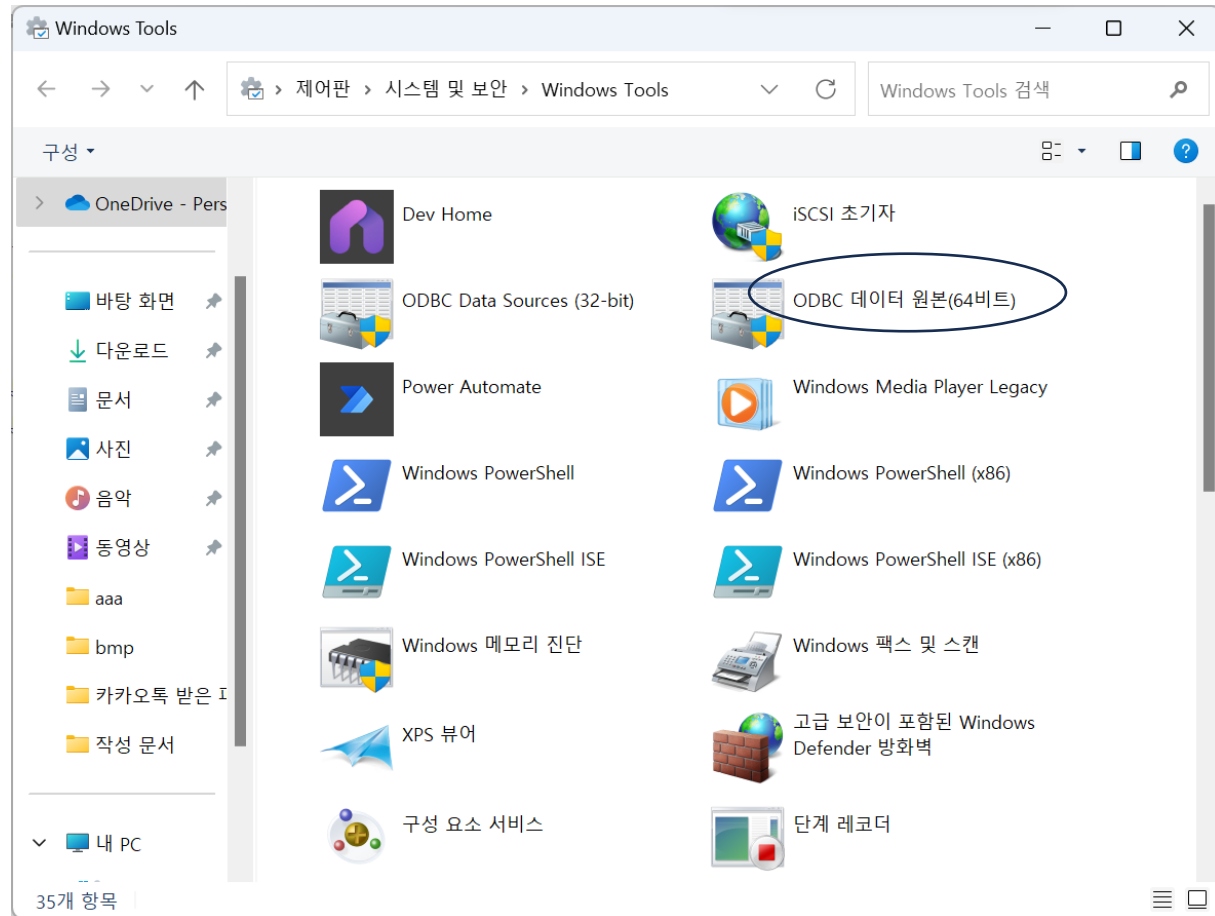 Windows Tools
제어판 › 시스템 및 보안 › Windows Tools
Windows Tools 검색
구성
OneDrive - Pers
바탕 화면
다운로드
문서
사진
음악
동영상
aaa
bmp
카카오톡 받은
작성 문서
내 PC
Dev Home
iSCSI 초기자
ODBC Data Sources (32-bit)
ODBC 데이터 원본(64비트)
Power Automate
Windows Media Player Legacy
Windows PowerShell
Windows PowerShell (x86)
Windows PowerShell ISE
Windows PowerShell ISE (x86)
Windows 메모리 진단
Windows 팩스 및 스캔
XPS 뷰어
고급 보안이 포함된 Windows
Defender 방화벽
구성 요소 서비스
단계 레코더
35개 항목